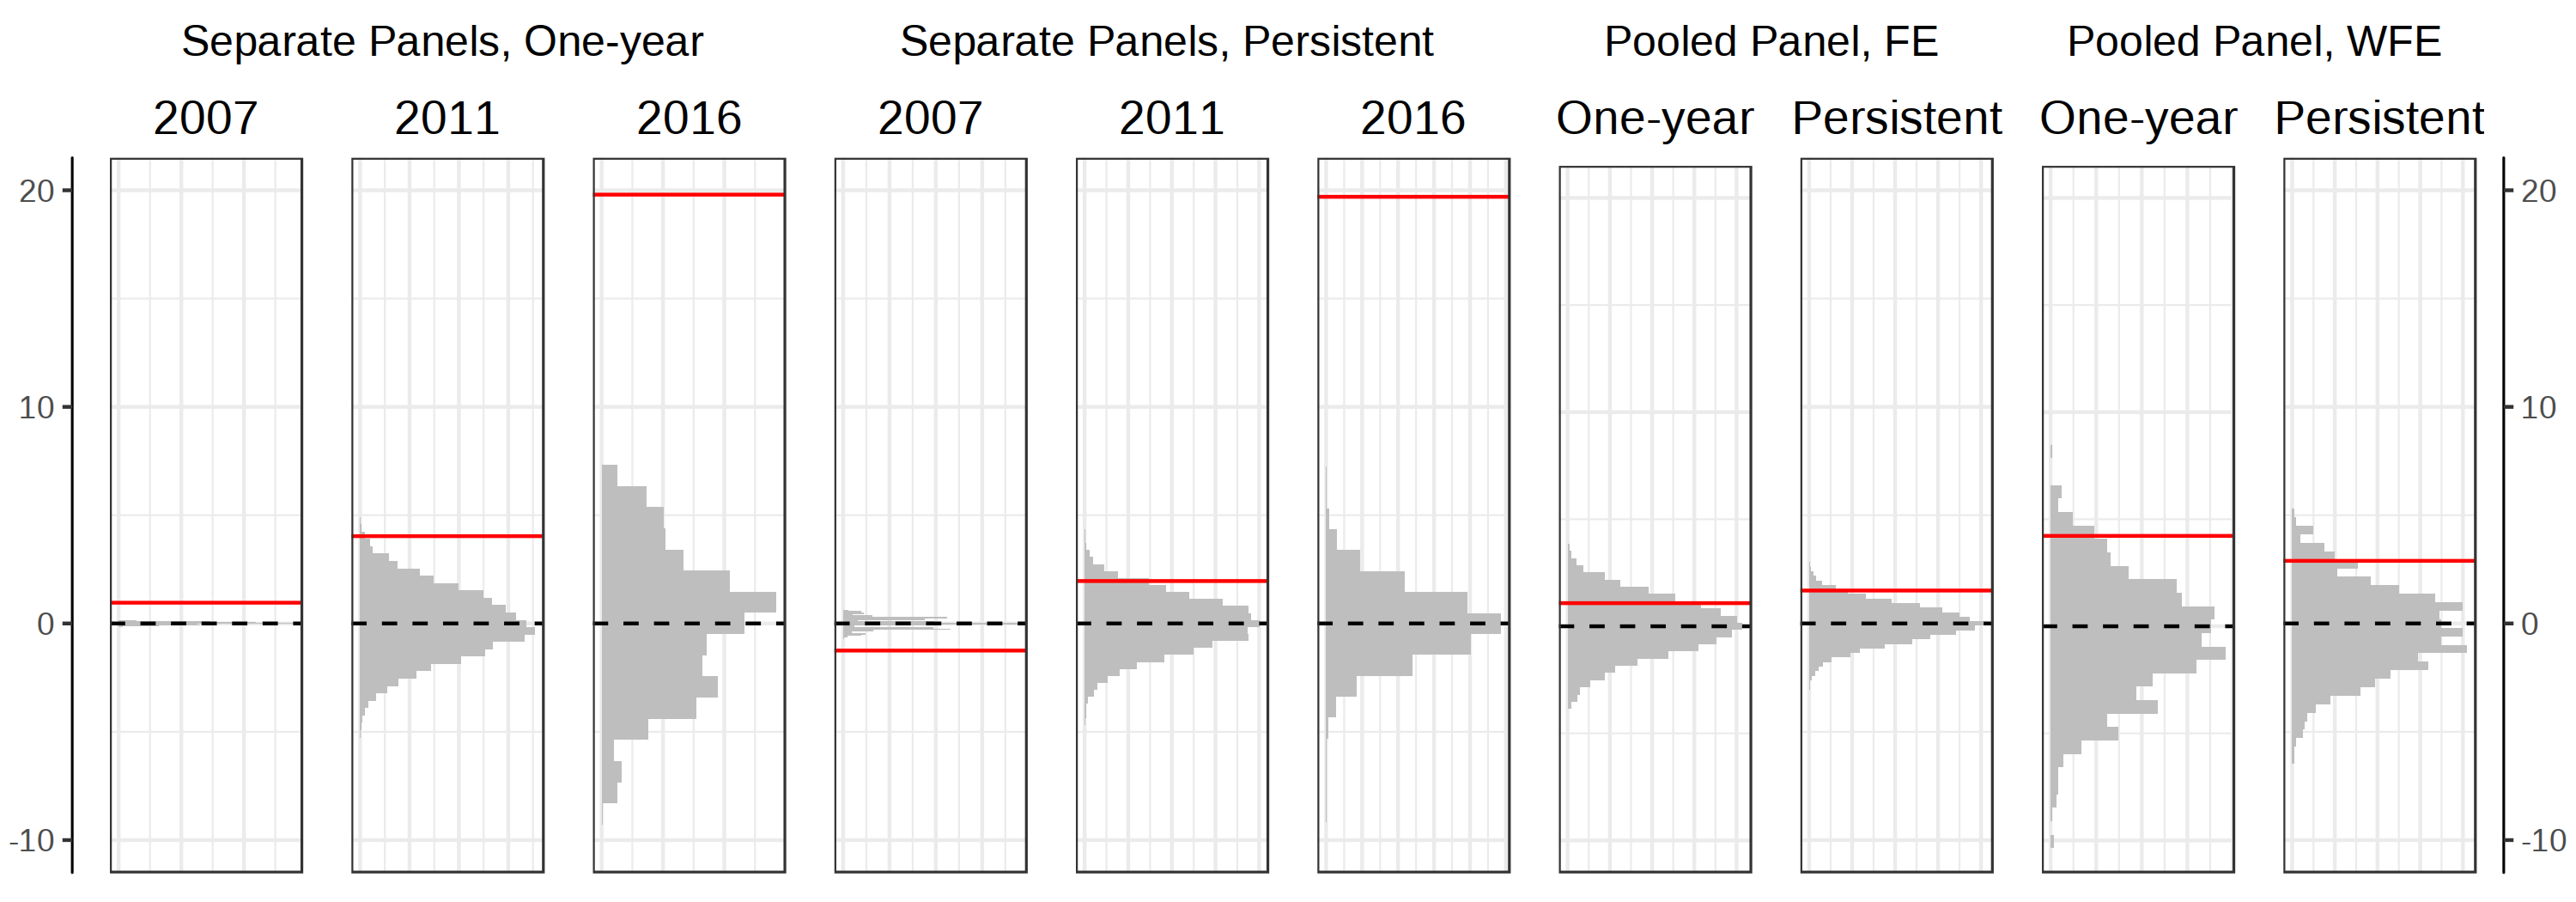 Separate Panels, One-year Separate Panels, Persistent Pooled Panel, FE Pooled Panel, WFE
2007 2011 2016 2007 2011 2016 One-year Persistent One-year Persistent
20 20
10 10
0 0
-10 -10